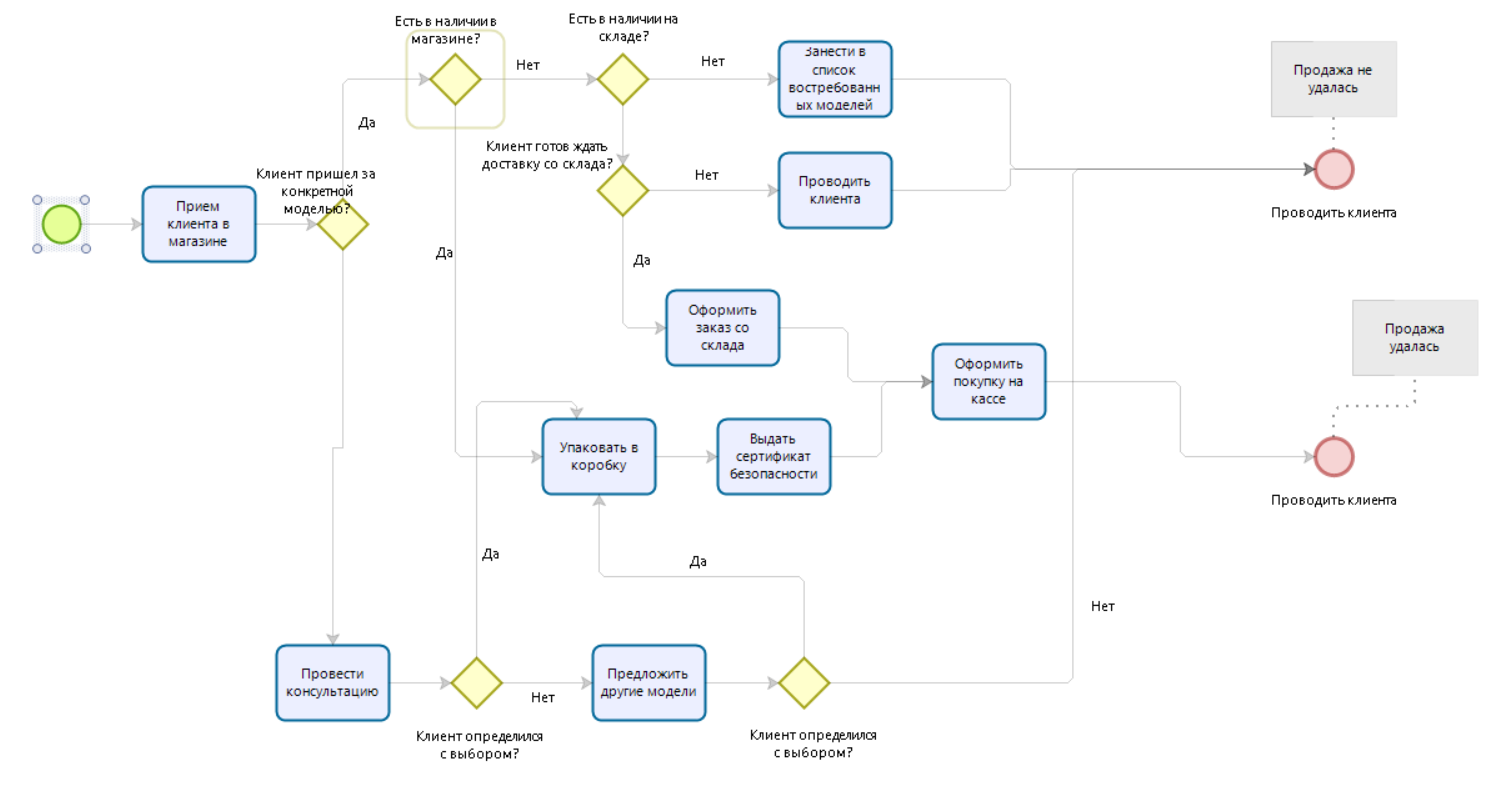 Есть в наличии в
магазине?
Есть в наличии на
складе?
Нет
Нет
Занести в
список
востребованн
ых моделей
Продажа не
удалась
Да
Клиент готов ждать
доставку со склада?
Клиент пришел за
конкретной
моделью?
Нет
Проводить
клиента
Прием
клиента в
магазине
Проводить клиента
Да
Да
Оформить
заказ со
склада
Продажа
удалась
Оформить
покупку на
кассе
Упаковать в
коробку
Выдать
сертификат
безопасности
Проводить клиента
Да
Да
Нет
Провести
консультацию
Нет
Предложить
другие модели
Клиент определился
с выбором?
Клиент определился
с выбором?